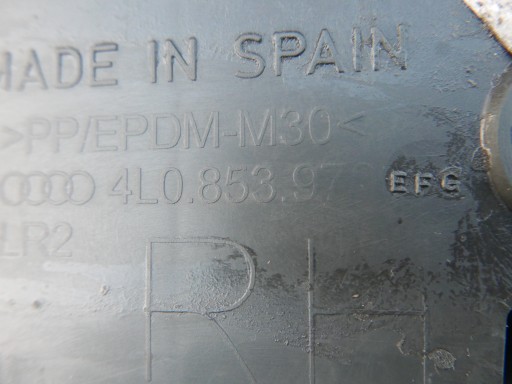 MADE IN SPAIN
>PP/EPDM-M30<
4L0.853.97 EFG
LR2
RH